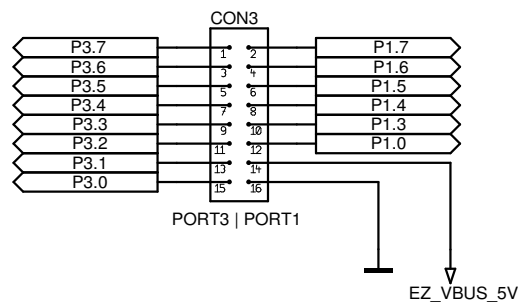 CON3
P3.7 1 2 P1.7
P3.6 3 4 P1.6
P3.5 5 6 P1.5
P3.4 7 8 P1.4
P3.3 9 10 P1.3
P3.2 11 12 P1.0
P3.1 13 14
P3.0 15 16
PORT3 | PORT1
EZ_VBUS_5V